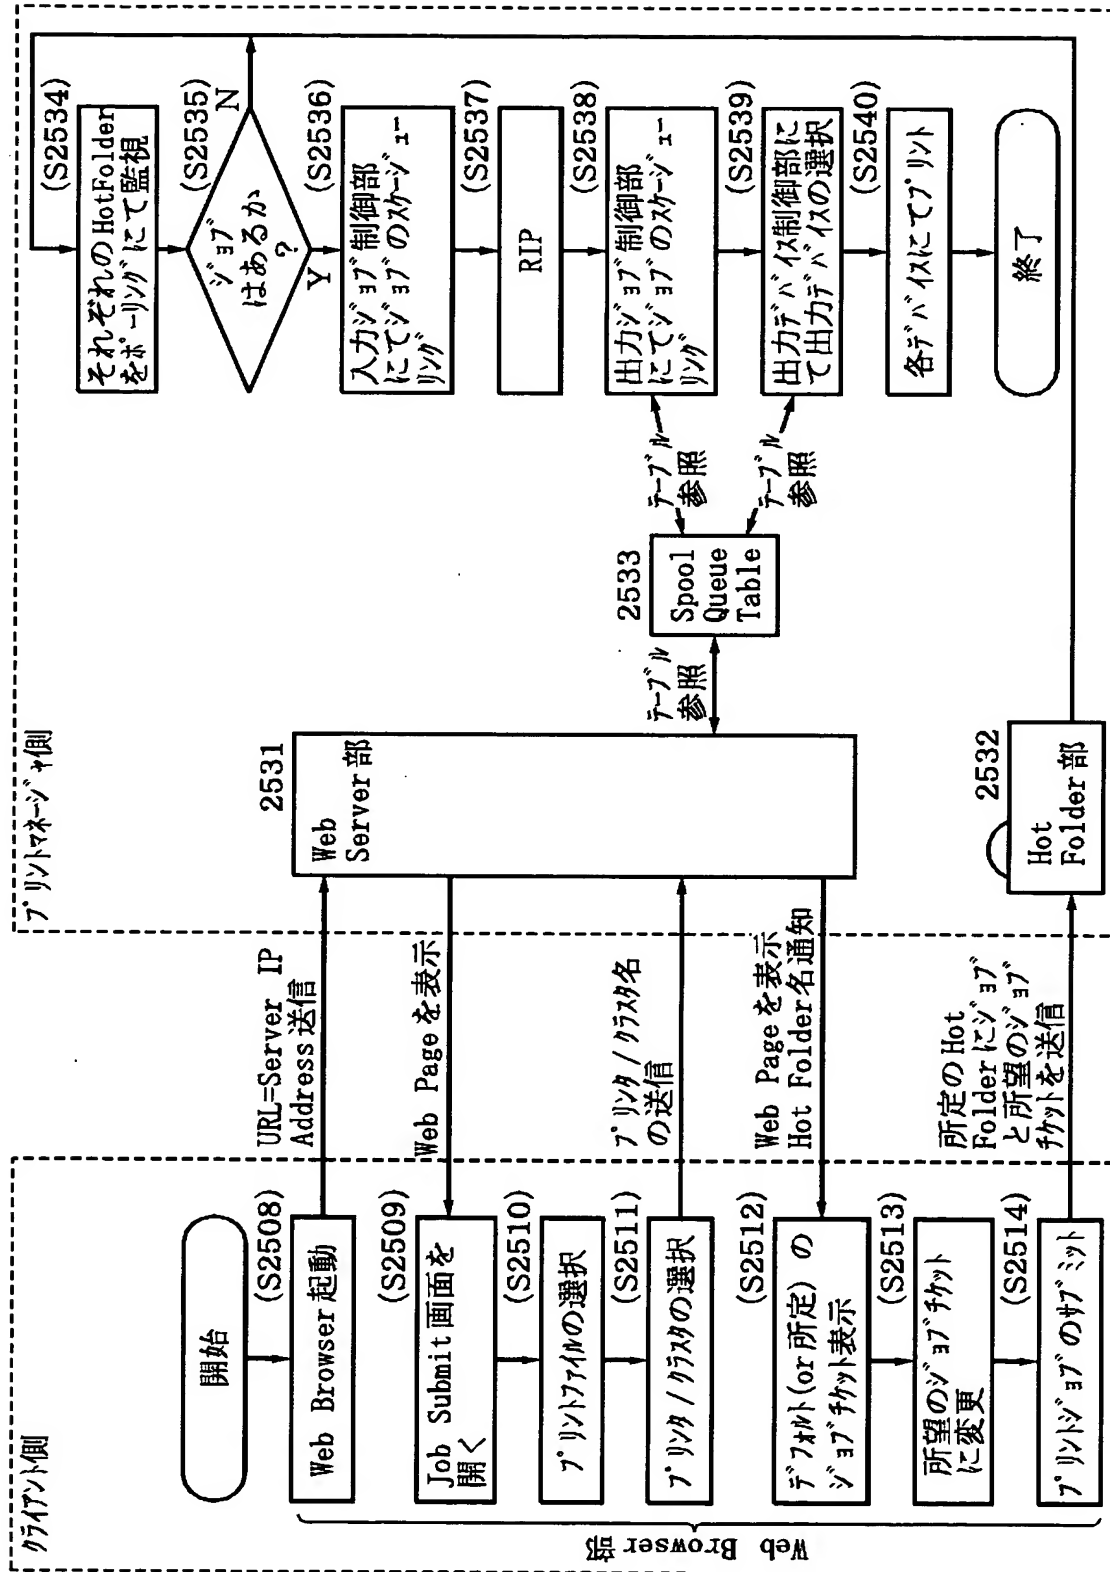 クライアント側
開始
(S2508)
Web Browser起動
(S2509)
Job Submit画面を
開く
(S2510)
プリントファイルの選択
(S2511)
プリンタ/クラスタの選択
(S2512)
デフォルト(or所定)の
ジョブチケット表示
(S2513)
所望のジョブチケット
に変更
(S2514)
プリントジョブのサブミット
Web Browser部
URL=Server IP
Address送信
Web Pageを表示
プリンタ/クラスタ名
の送信
Web Pageを表示
Hot Folder名通知
所定のHot
Folderにジョブ
と所望のジョブ
チケットを送信
プリントマネージャ側
2531
Web
Server部
2532
Hot
Folder部
テーブル
参照
2533
Spool
Queue
Table
テーブル
参照
テーブル
参照
(S2534)
それぞれのHotFolder
をポーリングにて監視
(S2535)
ジョブ
はあるか
?
N
Y
(S2536)
入力ジョブ制御部
にてジョブのスケージュー
リング
(S2537)
RIP
(S2538)
出力ジョブ制御部
にてジョブのスケージュー
リング
(S2539)
出力デバイス制御部に
て出力デバイスの選択
(S2540)
各デバイスにてプリント
終了